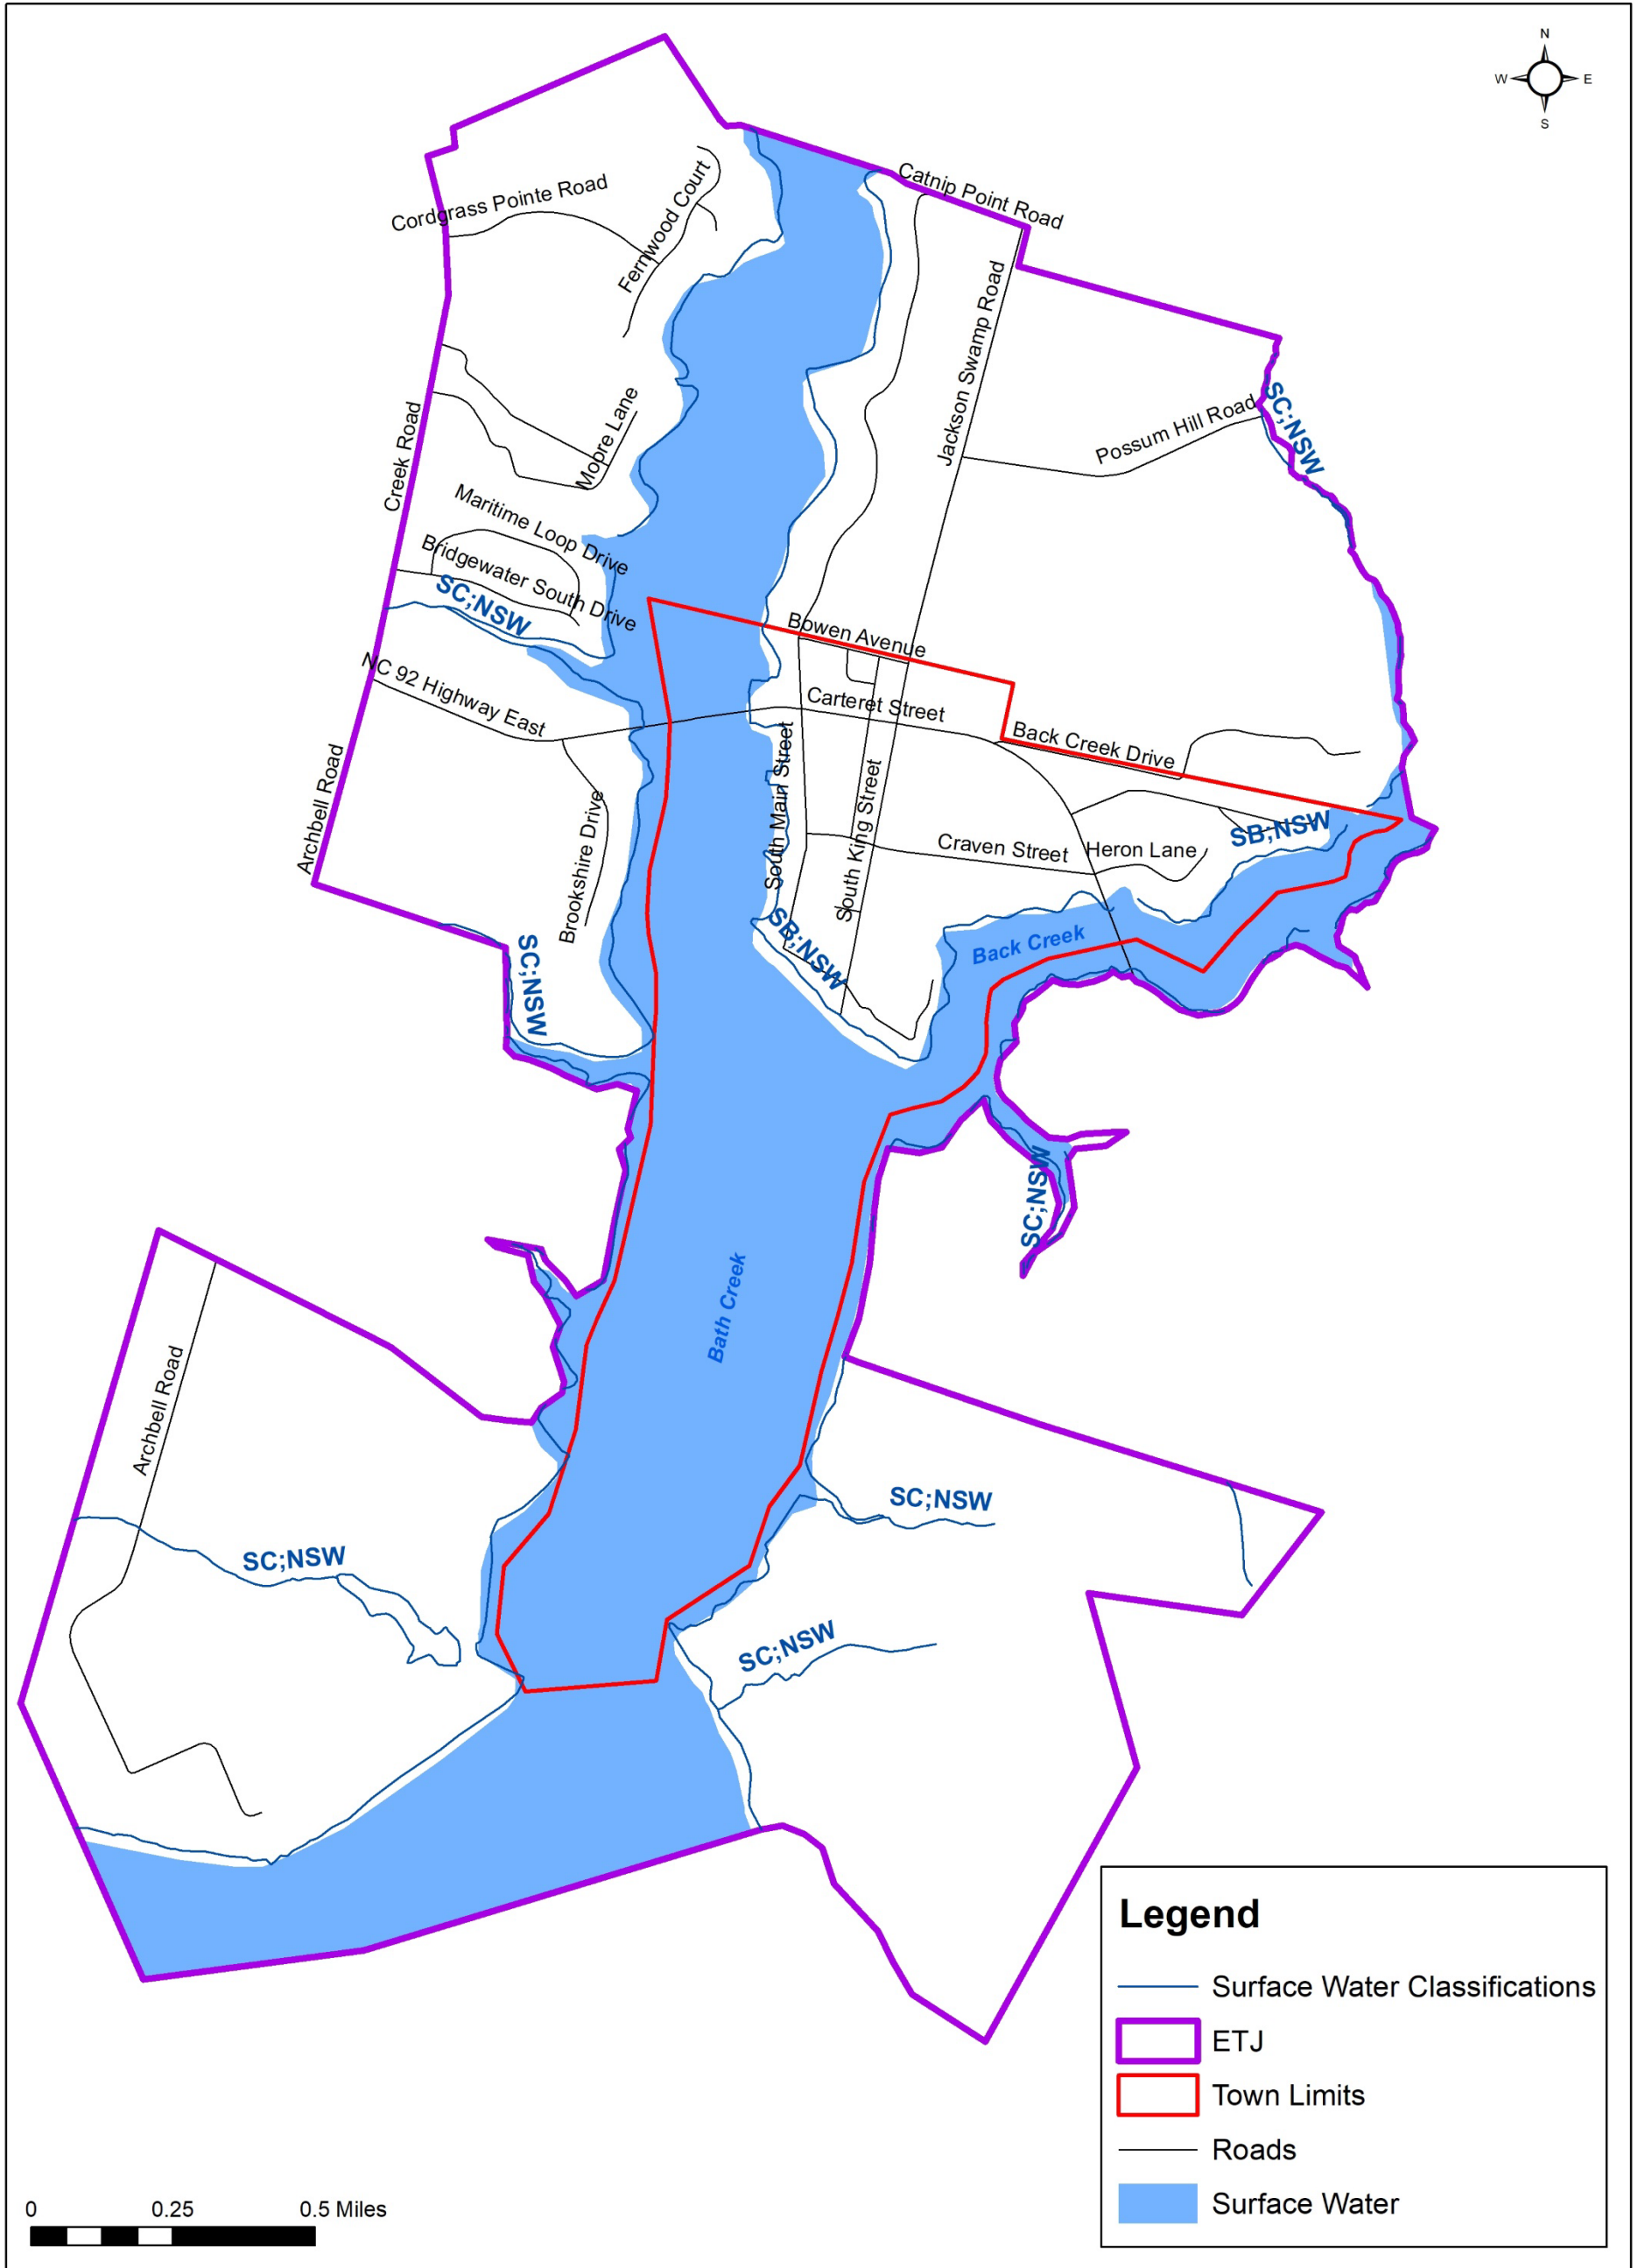 N
W E
S
Catnip Point Road
Cordgrass Pointe Road
Fernwood Court
Jackson Swamp Road
SC;NSW
Possum Hill Road
Moore Lane
Creek Road
Maritime Loop Drive
Bridgewater South Drive
SC;NSW
Bowen Avenue
NC 92 Highway East
Carteret Street
Back Creek Drive
South Main Street
Archbell Road
South King Street
Brookshire Drive
SB;NSW
Craven Street
Heron Lane
SB;NSW
Back Creek
SC;NSW
SC;NSW
Bath Creek
Archbell Road
SC;NSW
SC;NSW
SC;NSW
Legend
Surface Water Classifications
ETJ
Town Limits
Roads
Surface Water
0 0.25 0.5 Miles